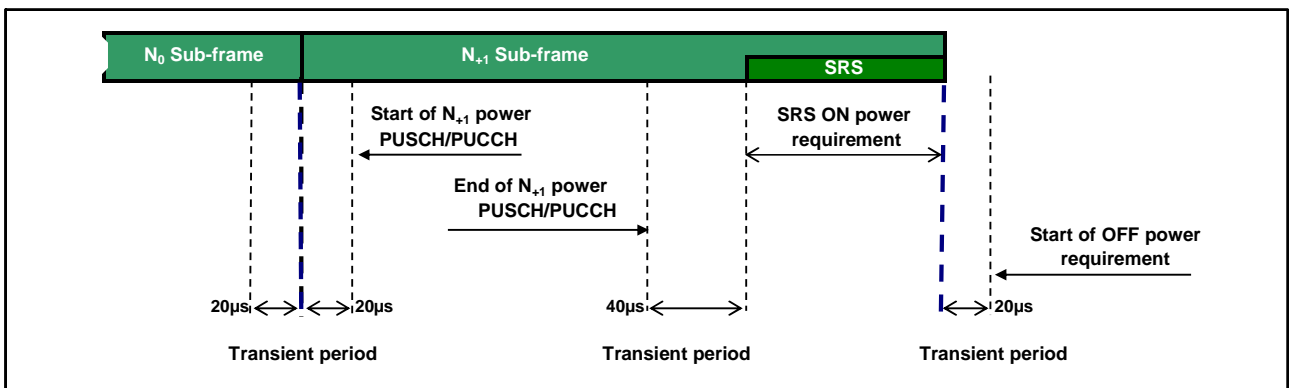 N₀ Sub-frame
N₊₁ Sub-frame
SRS
Start of N₊₁ power
PUSCH/PUCCH
SRS ON power
requirement
End of N₊₁ power
PUSCH/PUCCH
Start of OFF power
requirement
20µs
20µs
40µs
20µs
Transient period
Transient period
Transient period